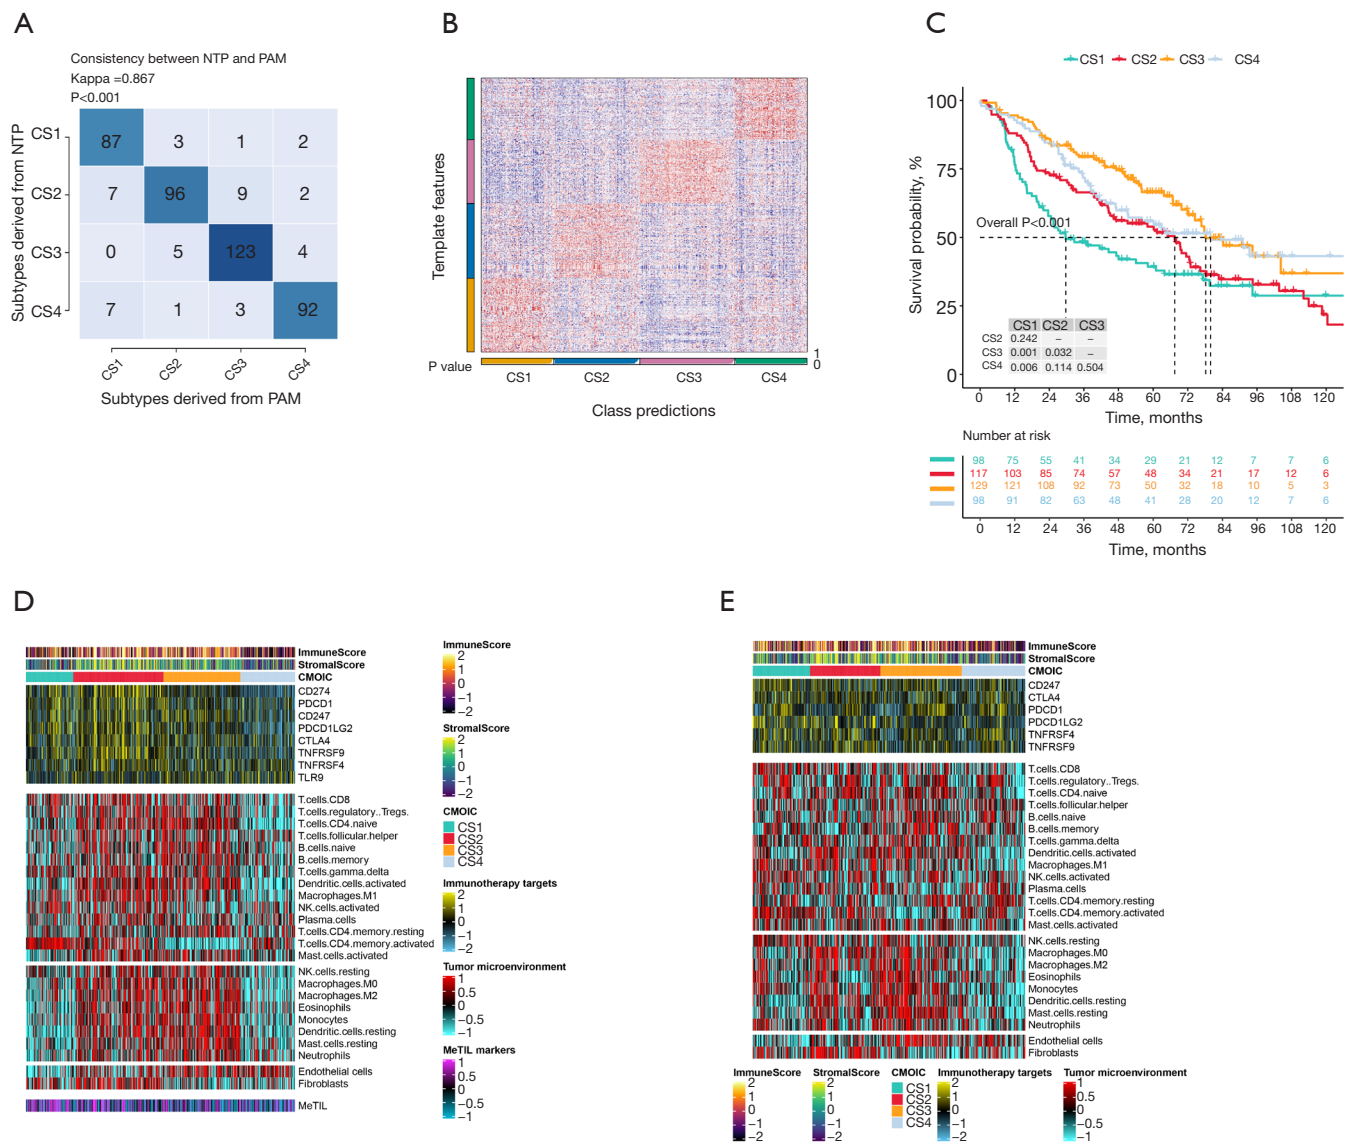 A
Consistency between NTP and PAM
Kappa =0.867
P<0.001
Subtypes derived from NTP
CS1
87 3 1 2
CS2
7 96 9 2
CS3
0 5 123 4
CS4
7 1 3 92
CS1 CS2 CS3 CS4
Subtypes derived from PAM
B
Template features
P value
1
0
CS1 CS2 CS3 CS4
Class predictions
C
CS1 CS2 CS3 CS4
Survival probability, %
100
75
50
25
0
Overall P<0.001
CS1 CS2 CS3
CS2 0.242 – –
CS3 0.001 0.032 –
CS4 0.006 0.114 0.504
0 12 24 36 48 60 72 84 96 108 120
Time, months
Number at risk
98 75 55 41 34 29 21 12 7 7 6
117 103 85 74 57 48 34 21 17 12 6
129 121 108 92 73 50 32 18 10 5 3
98 91 82 63 48 41 28 20 12 7 6
0 12 24 36 48 60 72 84 96 108 120
Time, months
D
ImmuneScore
StromalScore
CMOIC
CD274
PDCD1
CD247
PDCD1LG2
CTLA4
TNFRSF9
TNFRSF4
TLR9
T.cells.CD8
T.cells.regulatory..Tregs.
T.cells.CD4.naive
T.cells.follicular.helper
B.cells.naive
B.cells.memory
T.cells.gamma.delta
Dendritic.cells.activated
Macrophages.M1
NK.cells.activated
Plasma.cells
T.cells.CD4.memory.resting
T.cells.CD4.memory.activated
Mast.cells.activated
NK.cells.resting
Macrophages.M0
Macrophages.M2
Eosinophils
Monocytes
Dendritic.cells.resting
Mast.cells.resting
Neutrophils
Endothelial cells
Fibroblasts
MeTIL
ImmuneScore
2
1
0
−1
−2
StromalScore
2
1
0
−1
−2
CMOIC
CS1
CS2
CS3
CS4
Immunotherapy targets
2
1
0
−1
−2
Tumor microenvironment
1
0.5
0
−0.5
−1
MeTIL markers
1
0.5
0
−0.5
−1
E
ImmuneScore
StromalScore
CMOIC
CD247
CTLA4
PDCD1
PDCD1LG2
TNFRSF4
TNFRSF9
T.cells.CD8
T.cells.regulatory..Tregs.
T.cells.CD4.naive
T.cells.follicular.helper
B.cells.naive
B.cells.memory
T.cells.gamma.delta
Dendritic.cells.activated
Macrophages.M1
NK.cells.activated
Plasma.cells
T.cells.CD4.memory.resting
T.cells.CD4.memory.activated
Mast.cells.activated
NK.cells.resting
Macrophages.M0
Macrophages.M2
Eosinophils
Monocytes
Dendritic.cells.resting
Mast.cells.resting
Neutrophils
Endothelial cells
Fibroblasts
ImmuneScore StromalScore CMOIC Immunotherapy targets Tumor microenvironment
2 2 CS1 2 1
1 1 CS2 1 0.5
0 0 CS3 0 0
−1 −1 CS4 −1 −0.5
−2 −2 −2 −1